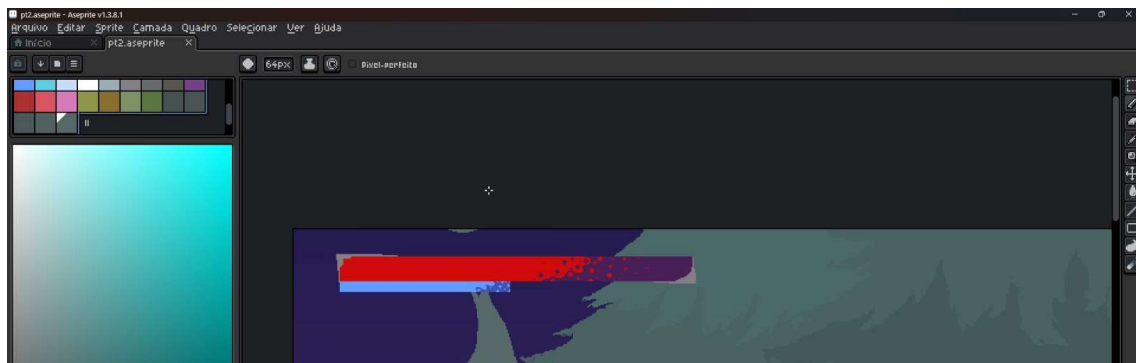 pt2.aseprite - Aseprite v1.3.8.1
Arquivo Editar Sprite Camada Quadro Selecionar Ver Ajuda
Início pt2.aseprite
64px Pixel-perfeito